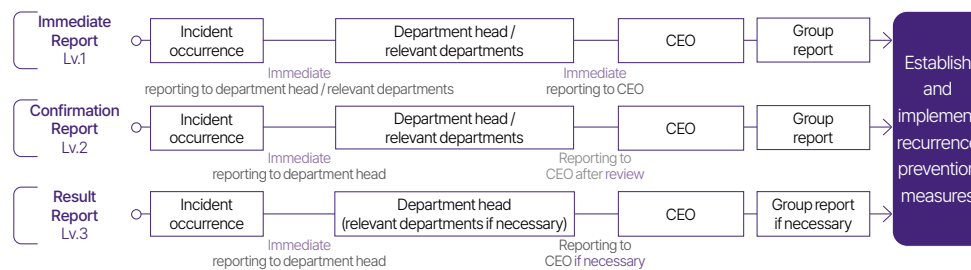 Immediate
Report
Lv.1
Incident
occurrence
Department head /
relevant departments
CEO
Group
report
Immediate
reporting to department head / relevant departments
Immediate
reporting to CEO
Confirmation
Report
Lv.2
Incident
occurrence
Department head /
relevant departments
CEO
Group
report
Immediate
reporting to department head
Reporting to
CEO after review
Result
Report
Lv.3
Incident
occurrence
Department head
(relevant departments if necessary)
CEO
Group report
if necessary
Immediate
reporting to department head
Reporting to
CEO if necessary
Establish
and
implement
recurrence
prevention
measures